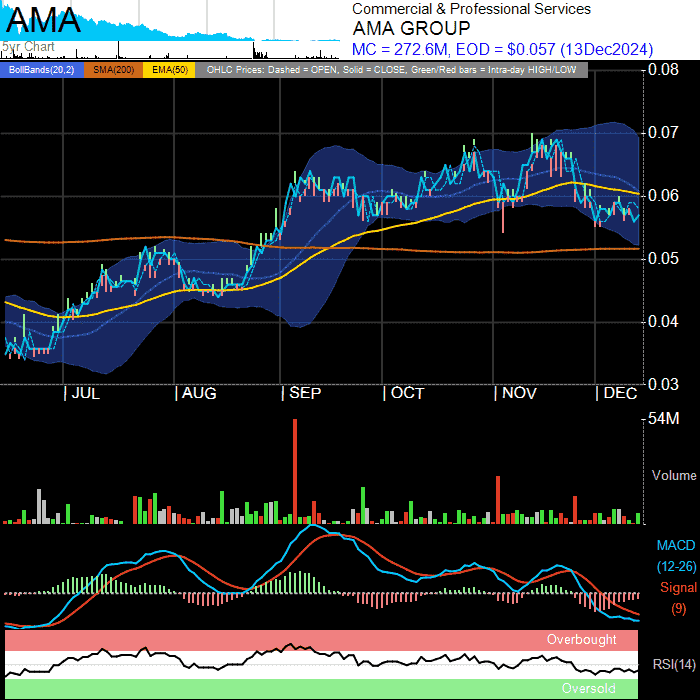 AMA
5yr Chart
Commercial & Professional Services
AMA GROUP
MC = 272.6M, EOD = $0.057 (13Dec2024)
BollBands(20,2) SMA(200) EMA(50) OHLC Prices: Dashed = OPEN, Solid = CLOSE, Green/Red bars = Intra-day HIGH/LOW
0.08
0.07
0.06
0.05
0.04
0.03
JUL AUG SEP OCT NOV DEC
54M
Volume
MACD
(12-26)
Signal
(9)
Overbought
RSI(14)
Oversold